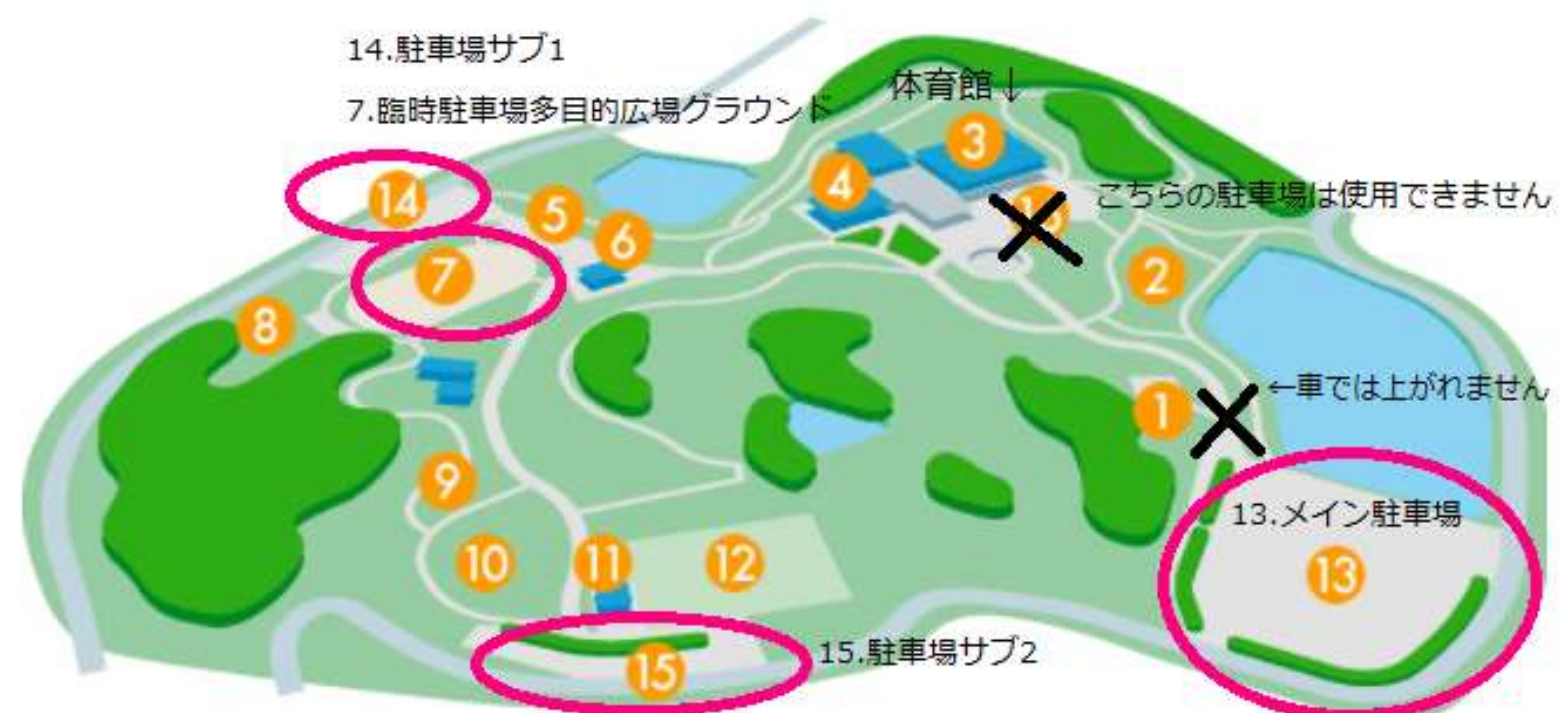 14.駐車場サブ1
7.臨時駐車場多目的広場グラウンド
体育館↓
3
4
14
5
6
こちらの駐車場は使用できません
7
2
8
1
←車では上がれません
9
13.メイン駐車場
10
11
12
13
15
15.駐車場サブ2